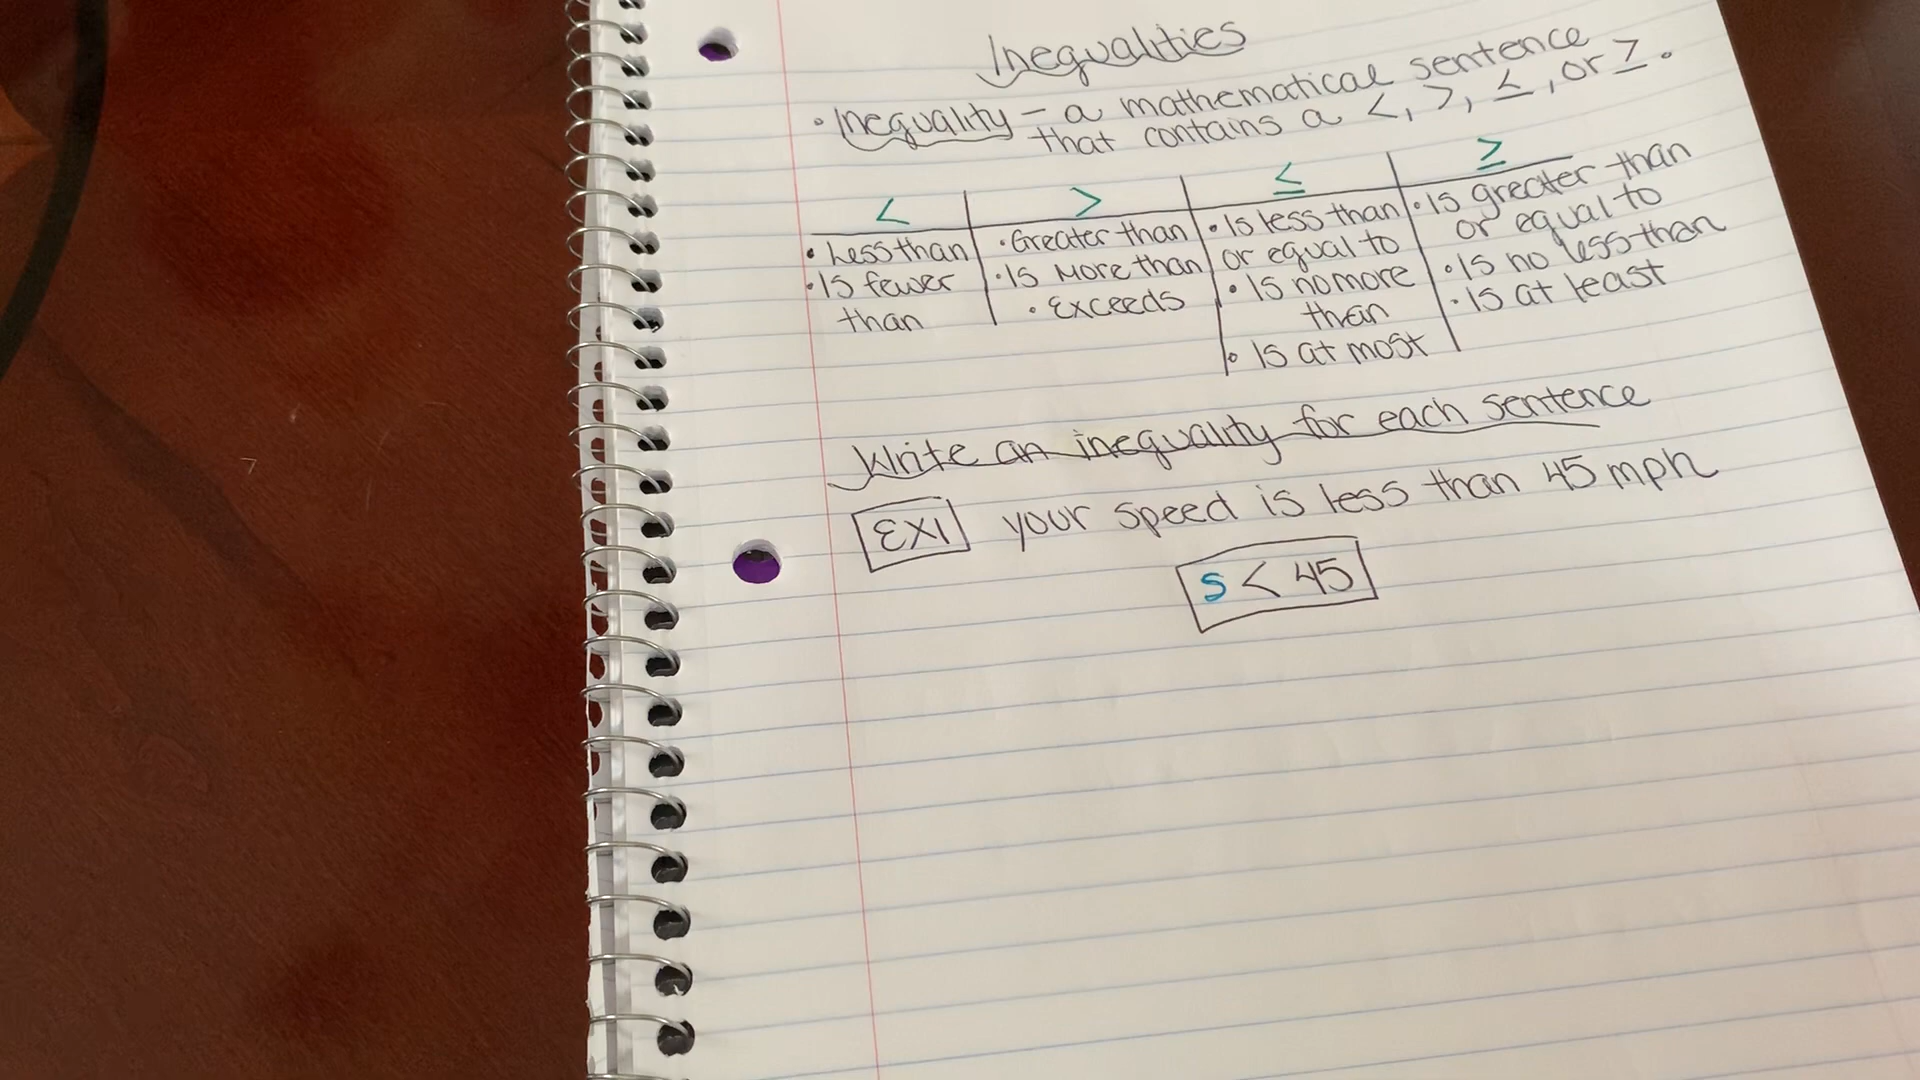 Inequalities
• Inequality – a mathematical sentence
that contains a <, >, ≤, or ≥.
<
• Less than
• Is fewer
than
>
• Greater than
• Is more than
• Exceeds
≤
• Is less than
or equal to
• Is no more
than
• Is at most
≥
• Is greater than
or equal to
• Is no less than
• Is at least
Write an inequality for each sentence
EX1 your speed is less than 45 mph
s < 45